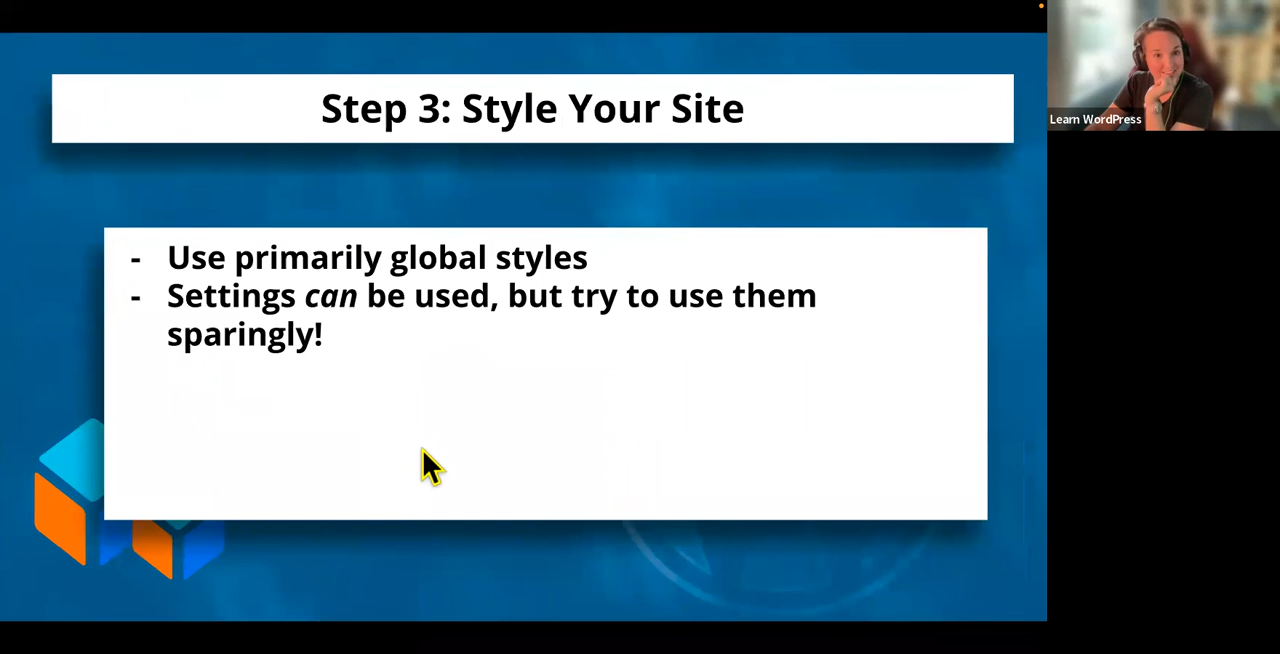 Step 3: Style Your Site
Learn WordPress
- Use primarily global styles
- Settings can be used, but try to use them
sparingly!